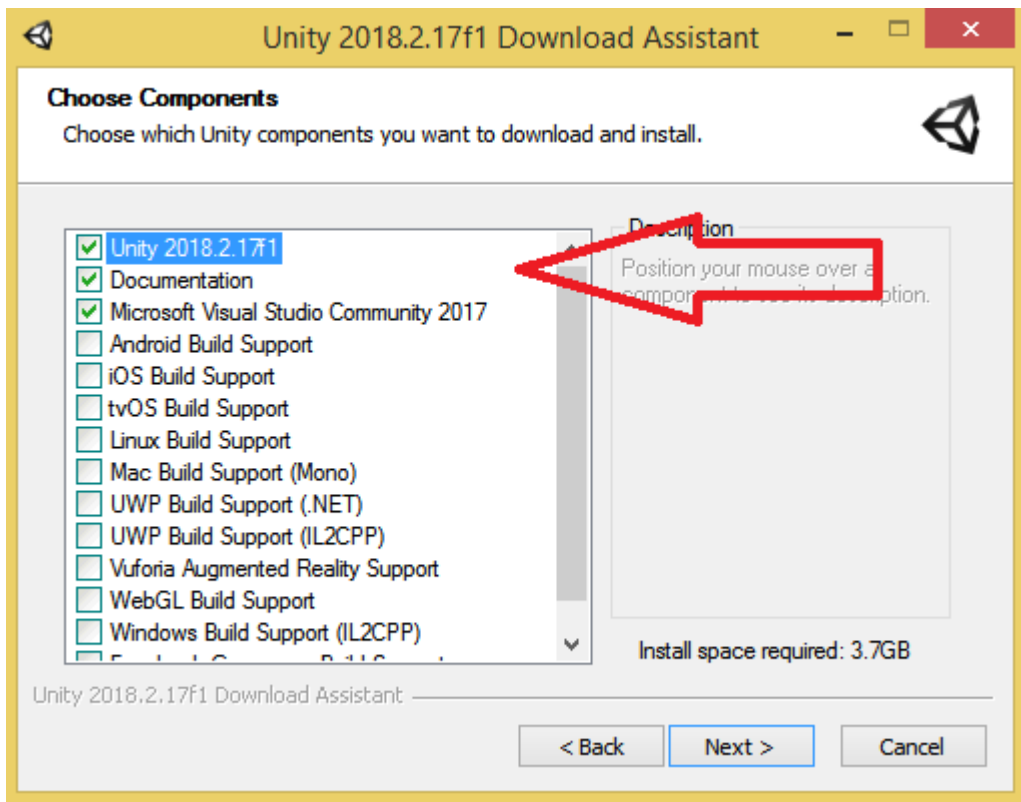 Unity 2018.2.17f1 Download Assistant
Choose Components
Choose which Unity components you want to download and install.
Unity 2018.2.17f1
Documentation
Microsoft Visual Studio Community 2017
Android Build Support
iOS Build Support
tvOS Build Support
Linux Build Support
Mac Build Support (Mono)
UWP Build Support (.NET)
UWP Build Support (IL2CPP)
Vuforia Augmented Reality Support
WebGL Build Support
Windows Build Support (IL2CPP)
Description
Position your mouse over a
component to see its description.
Install space required: 3.7GB
Unity 2018.2.17f1 Download Assistant
< Back
Next >
Cancel